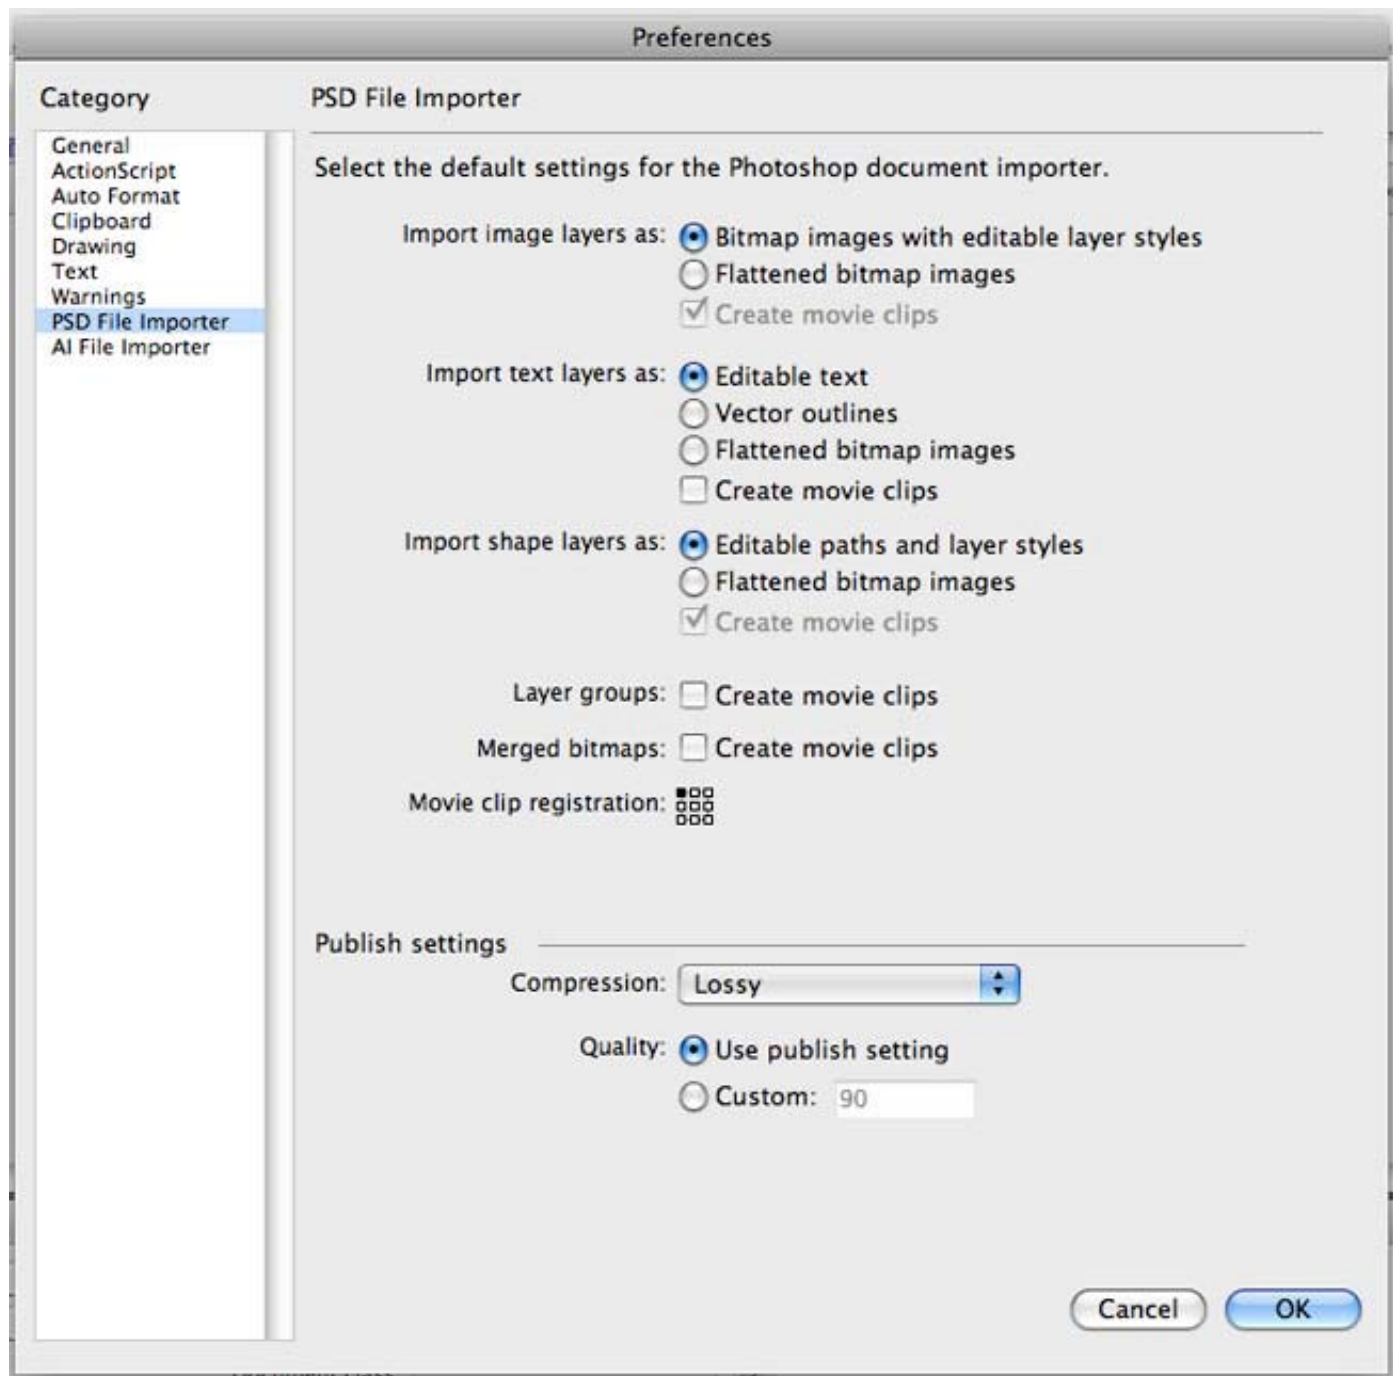 Preferences
Category
General
ActionScript
Auto Format
Clipboard
Drawing
Text
Warnings
PSD File Importer
AI File Importer
PSD File Importer
Select the default settings for the Photoshop document importer.
Import image layers as: Bitmap images with editable layer styles
Flattened bitmap images
Create movie clips
Import text layers as: Editable text
Vector outlines
Flattened bitmap images
Create movie clips
Import shape layers as: Editable paths and layer styles
Flattened bitmap images
Create movie clips
Layer groups: Create movie clips
Merged bitmaps: Create movie clips
Movie clip registration:
Publish settings
Compression: Lossy
Quality: Use publish setting
Custom: 90
Cancel OK